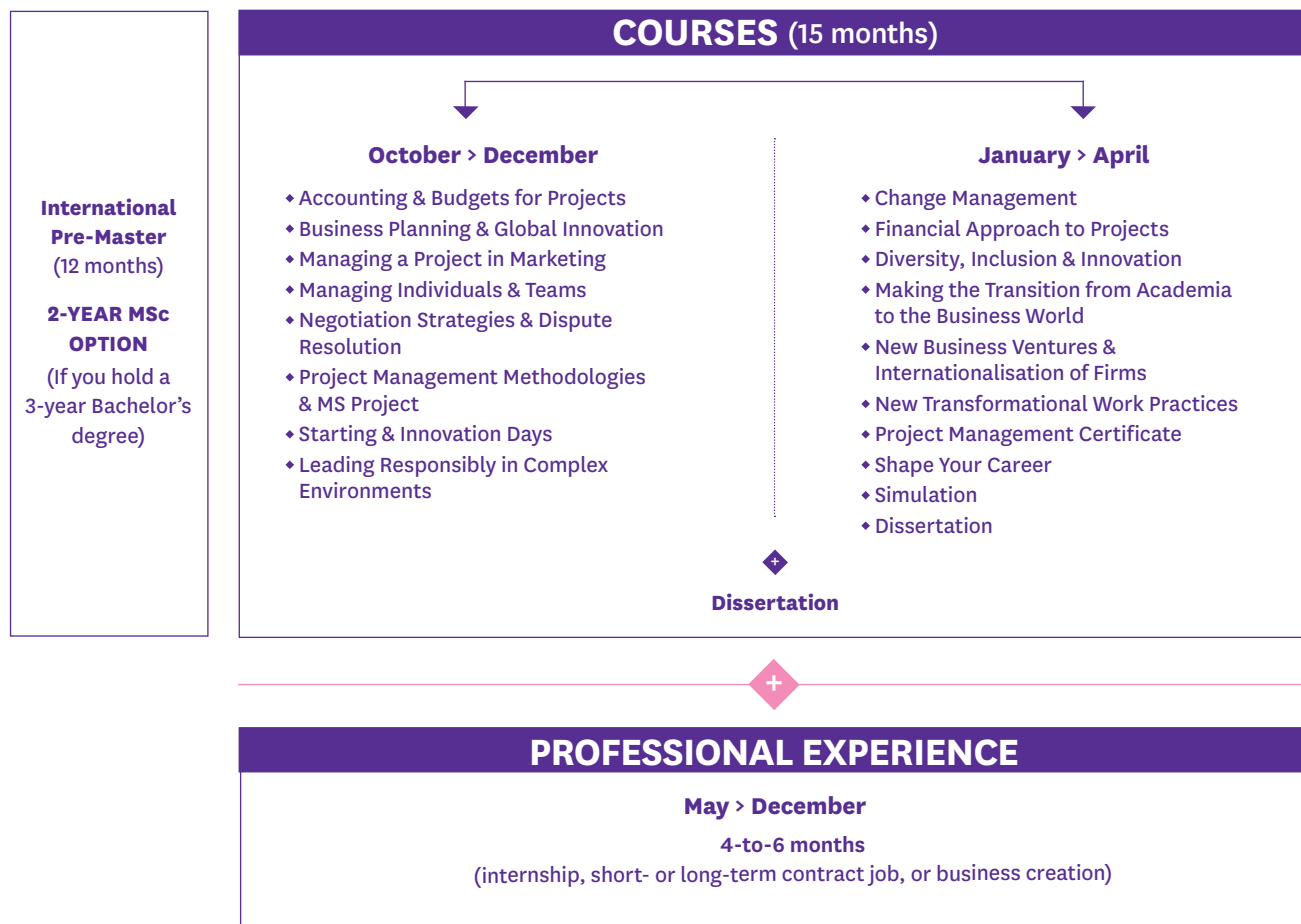 International
Pre-Master
(12 months)
2-YEAR MSc
OPTION
(If you hold a
3-year Bachelor's
degree)
COURSES (15 months)
October > December
Accounting & Budgets for Projects
Business Planning & Global Innovation
Managing a Project in Marketing
Managing Individuals & Teams
Negotiation Strategies & Dispute
Resolution
Project Management Methodologies
& MS Project
Starting & Innovation Days
Leading Responsibly in Complex
Environments
January > April
Change Management
Financial Approach to Projects
Diversity, Inclusion & Innovation
Making the Transition from Academia
to the Business World
New Business Ventures &
Internationalisation of Firms
New Transformational Work Practices
Project Management Certificate
Shape Your Career
Simulation
Dissertation
+
Dissertation
+
PROFESSIONAL EXPERIENCE
May > December
4-to-6 months
(internship, short- or long-term contract job, or business creation)